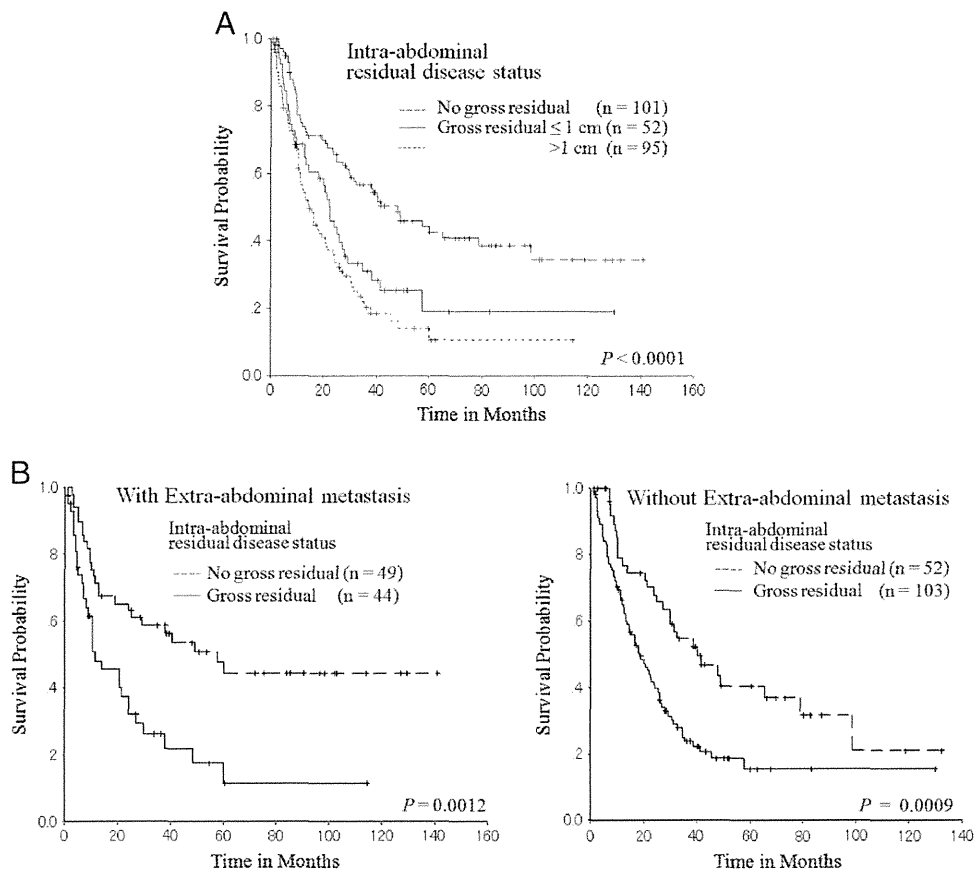 A
Intra-abdominal
residual disease status
No gross residual (n = 101)
Gross residual ≤ 1 cm (n = 52)
>1 cm (n = 95)
Survival Probability
1.0
.8
.6
.4
.2
0.0
P < 0.0001
0 20 40 60 80 100 120 140 160
Time in Months
B
With Extra-abdominal metastasis
Intra-abdominal
residual disease status
No gross residual (n = 49)
Gross residual (n = 44)
Survival Probability
1.0
.8
.6
.4
.2
0.0
P = 0.0012
0 20 40 60 80 100 120 140 160
Time in Months
Without Extra-abdominal metastasis
Intra-abdominal
residual disease status
No gross residual (n = 52)
Gross residual (n = 103)
Survival Probability
1.0
.8
.6
.4
.2
0.0
P = 0.0009
0 20 40 60 80 100 120 140
Time in Months